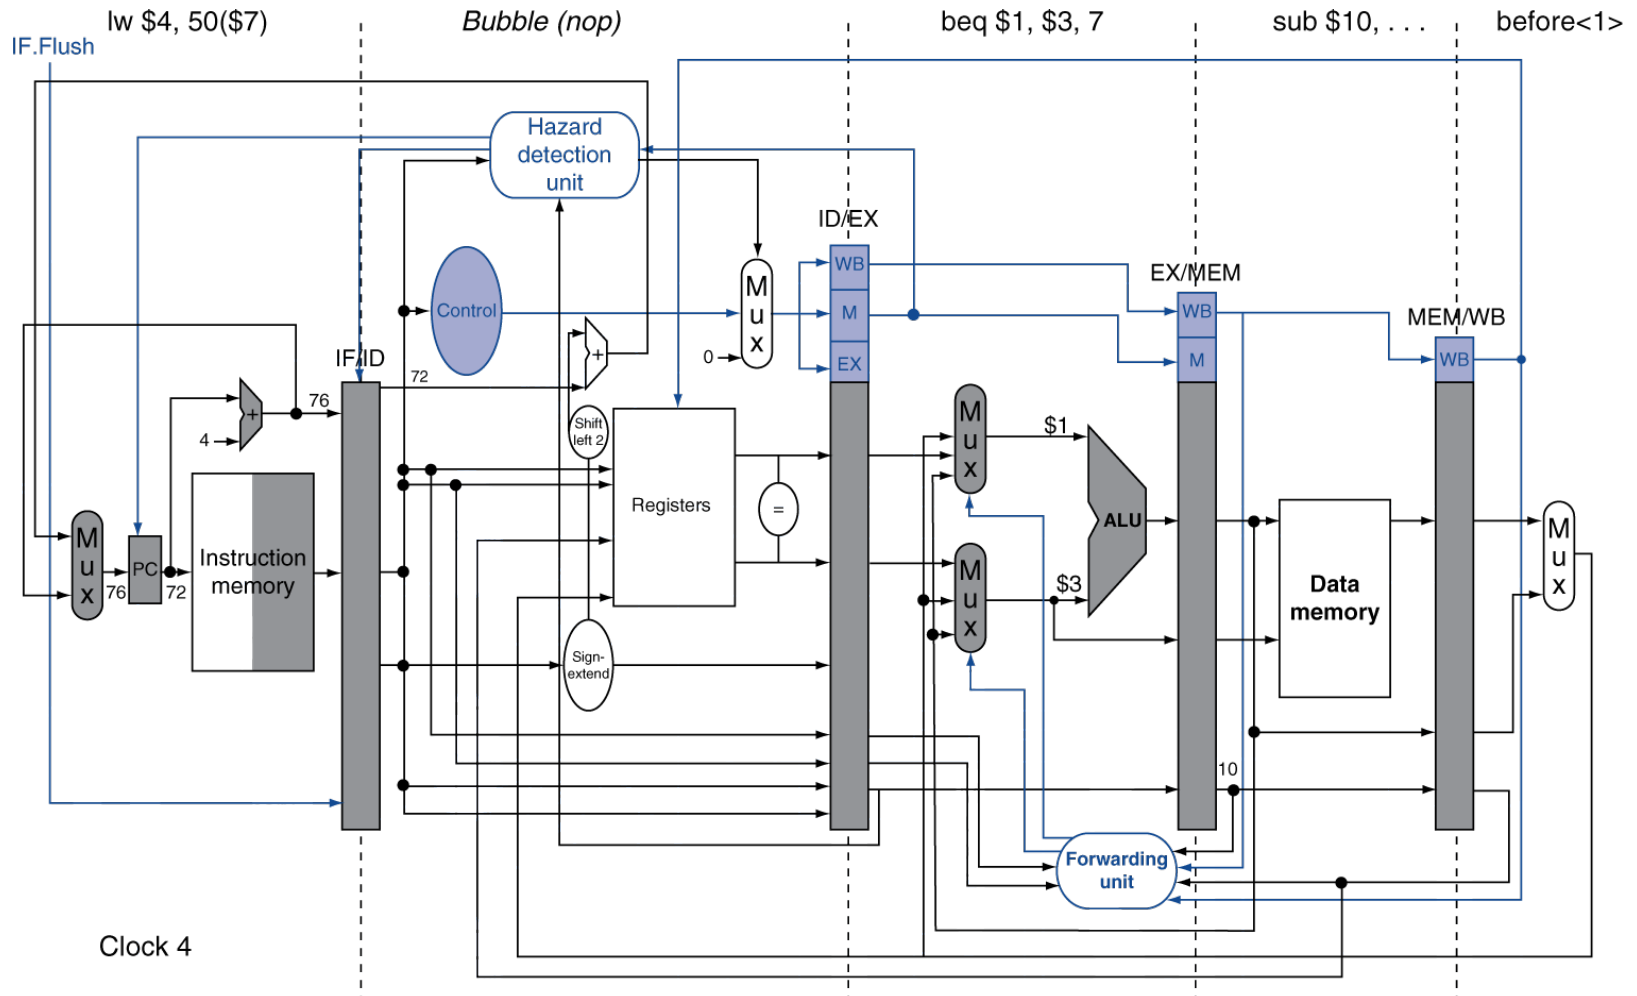 lw $4, 50($7)
Bubble (nop)
beq $1, $3, 7
sub $10, . . .
before<1>
IF.Flush
Hazard
detection
unit
ID/EX
WB
M
EX
EX/MEM
WB
M
MEM/WB
WB
Control
M
u
x
0
+
IF/ID
72
76
+
4
Shift
left 2
M
u
x
$1
Registers
=
ALU
M
u
x
76
PC
72
Instruction
memory
M
u
x
$3
Data
memory
M
u
x
Sign-
extend
10
Forwarding
unit
Clock 4